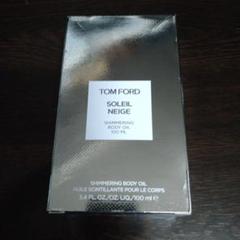 TOM FORD
SOLEIL
NEIGE
SHIMMERING
BODY OIL
100 ML
SHIMMERING BODY OIL
HUILE SCINTILLANTE POUR LE CORPS
3.4 FL. OZ./OZ. LIQ./100 ml ℮